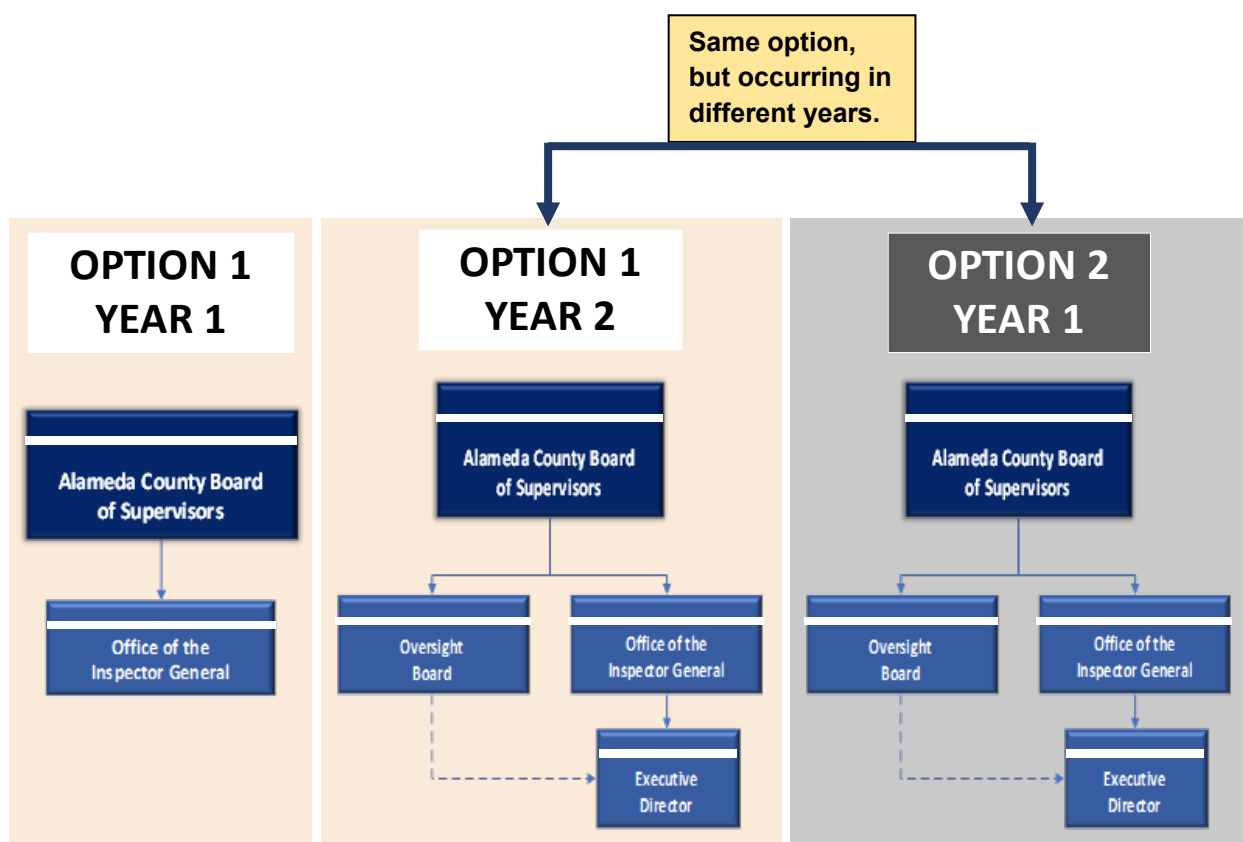 Same option,
but occurring in
different years.
OPTION 1
YEAR 1
Alameda County Board
of Supervisors
Office of the
Inspector General
OPTION 1
YEAR 2
Alameda County Board
of Supervisors
Oversight
Board
Office of the
Inspector General
Executive
Director
OPTION 2
YEAR 1
Alameda County Board
of Supervisors
Oversight
Board
Office of the
Inspector General
Executive
Director